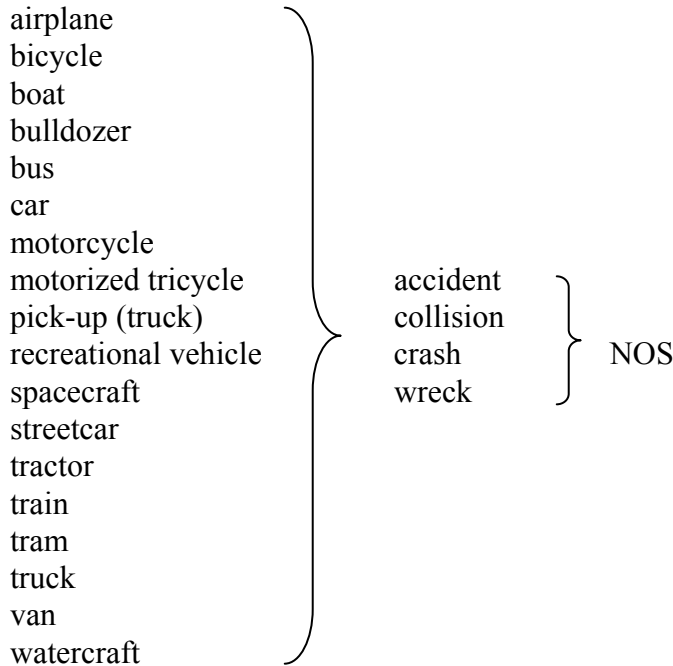 airplane
bicycle
boat
bulldozer
bus
car
motorcycle
motorized tricycle
pick-up (truck)
recreational vehicle
spacecraft
streetcar
tractor
train
tram
truck
van
watercraft
accident
collision
crash
wreck
NOS